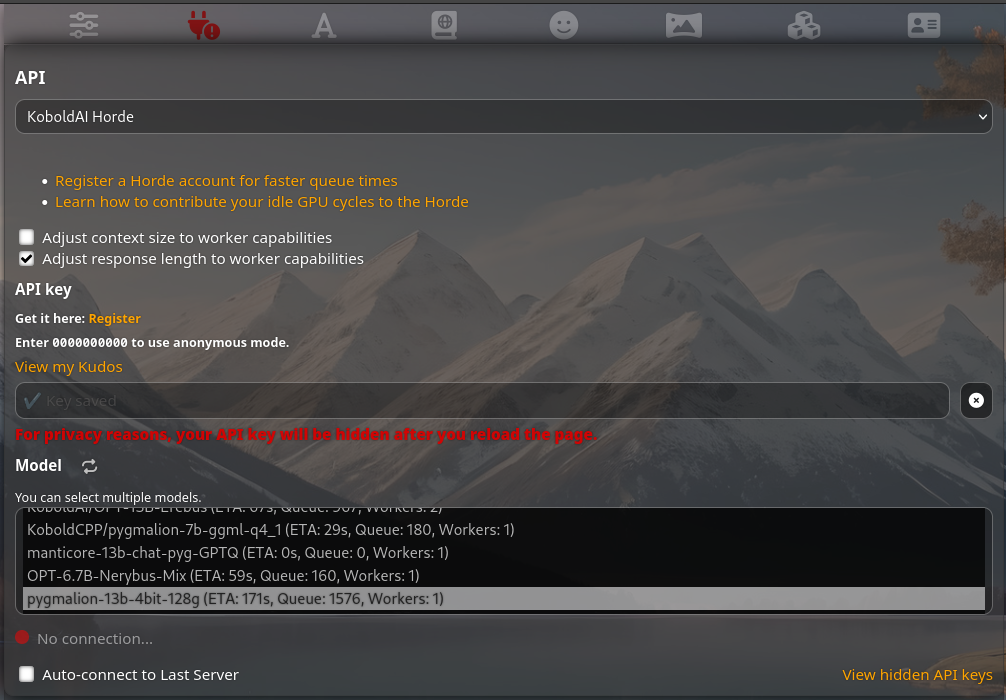 API
KoboldAI Horde
Register a Horde account for faster queue times
Learn how to contribute your idle GPU cycles to the Horde
Adjust context size to worker capabilities
Adjust response length to worker capabilities
API key
Get it here: Register
Enter 0000000000 to use anonymous mode.
View my Kudos
✔️ Key saved
For privacy reasons, your API key will be hidden after you reload the page.
Model
You can select multiple models.
KoboldAI/OPT-13B-Erebus (ETA: 67s, Queue: 567, Workers: 2)
KoboldCPP/pygmalion-7b-ggml-q4_1 (ETA: 29s, Queue: 180, Workers: 1)
manticore-13b-chat-pyg-GPTQ (ETA: 0s, Queue: 0, Workers: 1)
OPT-6.7B-Nerybus-Mix (ETA: 59s, Queue: 160, Workers: 1)
pygmalion-13b-4bit-128g (ETA: 171s, Queue: 1576, Workers: 1)
No connection...
Auto-connect to Last Server
View hidden API keys